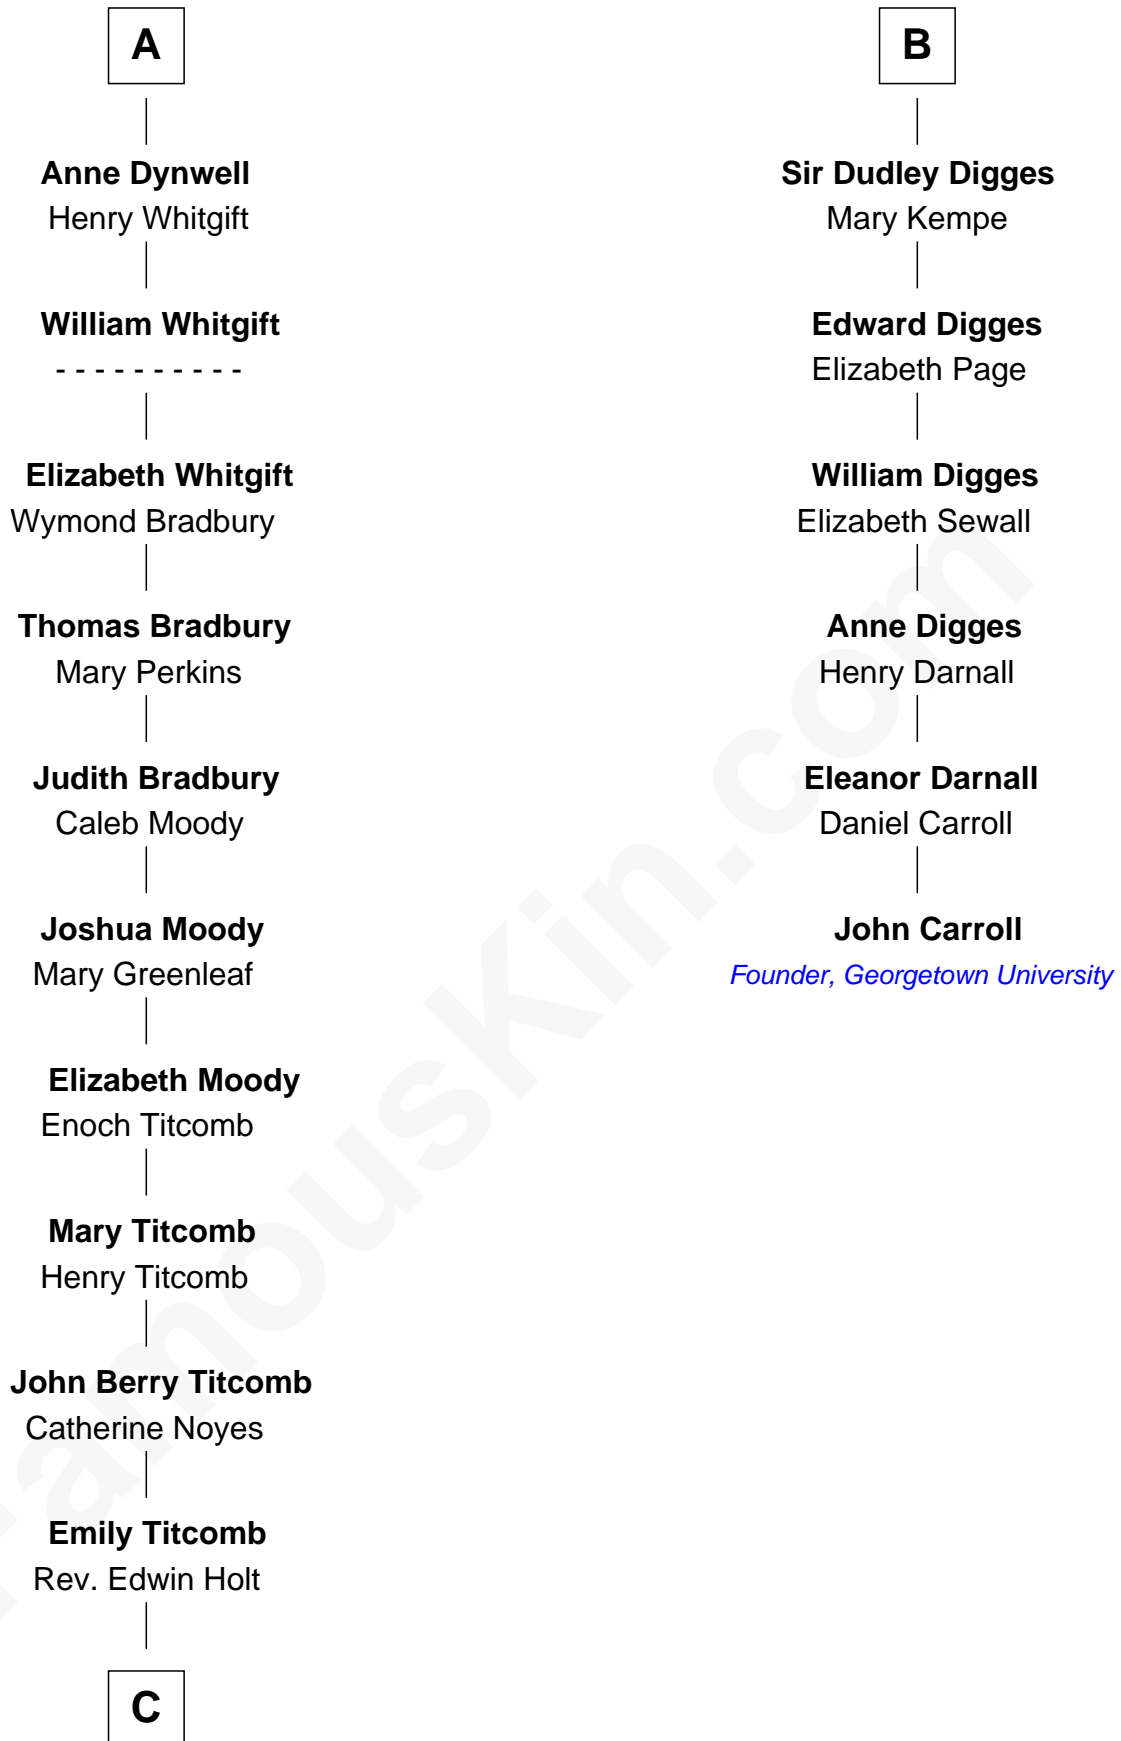 A
Anne Dynwell
Henry Whitgift
William Whitgift
- - - - - - - - - -
Elizabeth Whitgift
Wymond Bradbury
Thomas Bradbury
Mary Perkins
Judith Bradbury
Caleb Moody
Joshua Moody
Mary Greenleaf
Elizabeth Moody
Enoch Titcomb
Mary Titcomb
Henry Titcomb
John Berry Titcomb
Catherine Noyes
Emily Titcomb
Rev. Edwin Holt
C
B
Sir Dudley Digges
Mary Kempe
Edward Digges
Elizabeth Page
William Digges
Elizabeth Sewall
Anne Digges
Henry Darnall
Eleanor Darnall
Daniel Carroll
John Carroll
Founder, Georgetown University
FamousKin.com